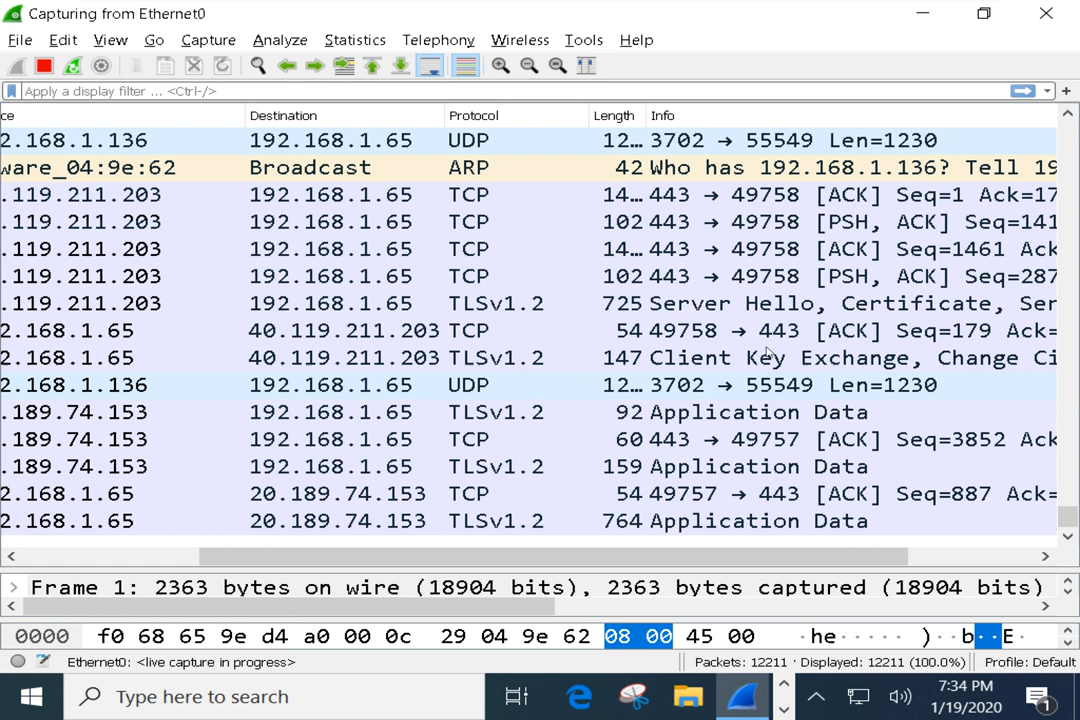 Capturing from Ethernet0
File Edit View Go Capture Analyze Statistics Telephony Wireless Tools Help
Apply a display filter ... <Ctrl-/>
ce Destination Protocol Length Info
2.168.1.136 192.168.1.65 UDP 12… 3702 → 55549 Len=1230
ware_04:9e:62 Broadcast ARP 42 Who has 192.168.1.136? Tell 19
.119.211.203 192.168.1.65 TCP 14… 443 → 49758 [ACK] Seq=1 Ack=17
.119.211.203 192.168.1.65 TCP 102 443 → 49758 [PSH, ACK] Seq=141
.119.211.203 192.168.1.65 TCP 14… 443 → 49758 [ACK] Seq=1461 Ack
.119.211.203 192.168.1.65 TCP 102 443 → 49758 [PSH, ACK] Seq=287
.119.211.203 192.168.1.65 TLSv1.2 725 Server Hello, Certificate, Ser
2.168.1.65 40.119.211.203 TCP 54 49758 → 443 [ACK] Seq=179 Ack=
2.168.1.65 40.119.211.203 TLSv1.2 147 Client Key Exchange, Change Ci
2.168.1.136 192.168.1.65 UDP 12… 3702 → 55549 Len=1230
.189.74.153 192.168.1.65 TLSv1.2 92 Application Data
.189.74.153 192.168.1.65 TCP 60 443 → 49757 [ACK] Seq=3852 Ack
.189.74.153 192.168.1.65 TLSv1.2 159 Application Data
2.168.1.65 20.189.74.153 TCP 54 49757 → 443 [ACK] Seq=887 Ack=
2.168.1.65 20.189.74.153 TLSv1.2 764 Application Data
Frame 1: 2363 bytes on wire (18904 bits), 2363 bytes captured (18904 bits)
0000 f0 68 65 9e d4 a0 00 0c 29 04 9e 62 08 00 45 00 ·he····· )··b··E·
Ethernet0: <live capture in progress> Packets: 12211 · Displayed: 12211 (100.0%) Profile: Default
Type here to search
7:34 PM
1/19/2020
1